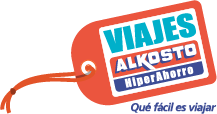 VIAJES
ALKOSTO
HiperAhorro
Qué fácil es viajar